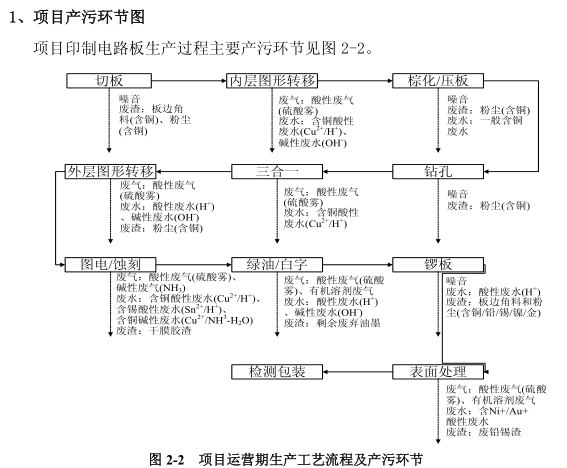 1、项目产污环节图
项目印制电路板生产过程主要产污环节见图 2-2。
切板
噪音
废渣：板边角
料(含铜)、粉尘
(含铜)
内层图形转移
废气：酸性废气
(硫酸雾)
废水：含铜酸性
废水(Cu²⁺/H⁺)、
碱性废水(OH⁻)
棕化/压板
噪音
废渣：粉尘(含铜)
废水：一般含铜
废水
外层图形转移
废气：酸性废气
(硫酸雾)
废水：酸性废水(H⁺)
、碱性废水(OH⁻)
废渣：粉尘(含铜)
三合一
废气：酸性废气
(硫酸雾)
废水：含铜酸性
废水(Cu²⁺/H⁺)
钻孔
噪音
废渣：粉尘(含铜)
图电/蚀刻
废气：酸性废气(硫酸雾)、
碱性废气(NH₃)
废水：含铜酸性废水(Cu²⁺/H⁺)、
含锡酸性废水(Sn²⁺/H⁺)、
含铜碱性废水(Cu²⁺/NH³-H₂O)
废渣：干膜胶渣
绿油/白字
废气：酸性废气(硫酸
雾)、有机溶剂废气
废水：酸性废水(H⁺)
、碱性废水(OH⁻)
废渣：剩余废弃油墨
锣板
噪音
废水：酸性废水(H⁺)
废渣：板边角料和粉
尘(含铜/铅/锡/镍/金)
检测包装
表面处理
废气：酸性废气(硫酸
雾)、有机溶剂废气
废水：含Ni+/Au+
酸性废水
废渣：废铅锡渣
图 2-2 项目运营期生产工艺流程及产污环节